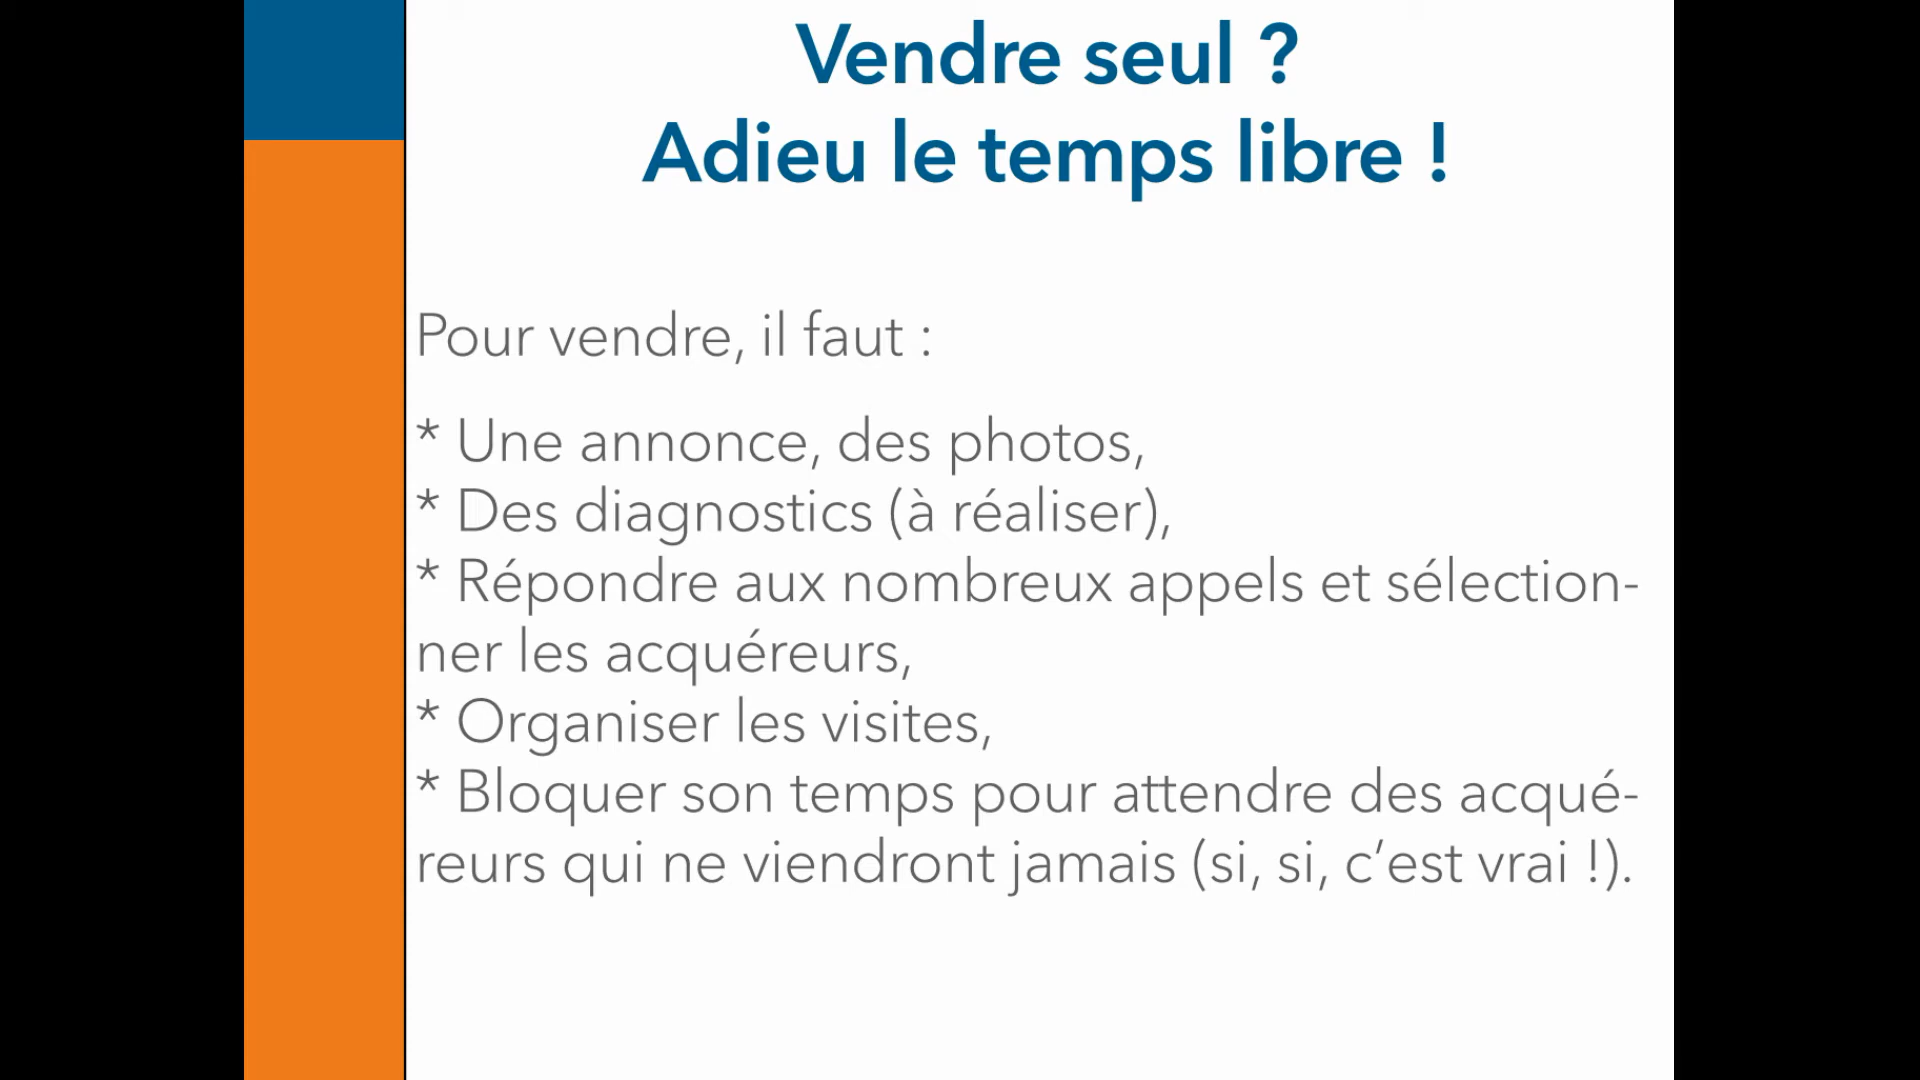 Vendre seul ?
Adieu le temps libre !
Pour vendre, il faut :
* Une annonce, des photos,
* Des diagnostics (à réaliser),
* Répondre aux nombreux appels et sélection-
ner les acquéreurs,
* Organiser les visites,
* Bloquer son temps pour attendre des acqué-
reurs qui ne viendront jamais (si, si, c’est vrai !).